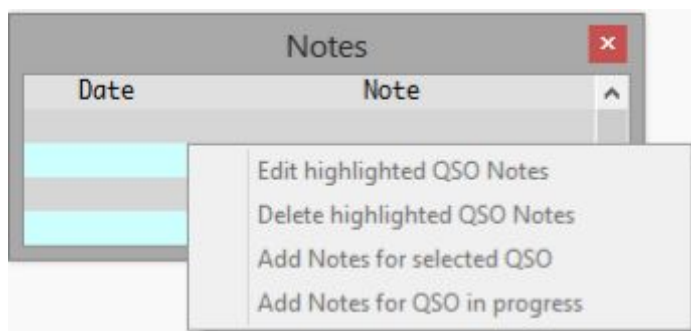 Notes
Date Note
Edit highlighted QSO Notes
Delete highlighted QSO Notes
Add Notes for selected QSO
Add Notes for QSO in progress